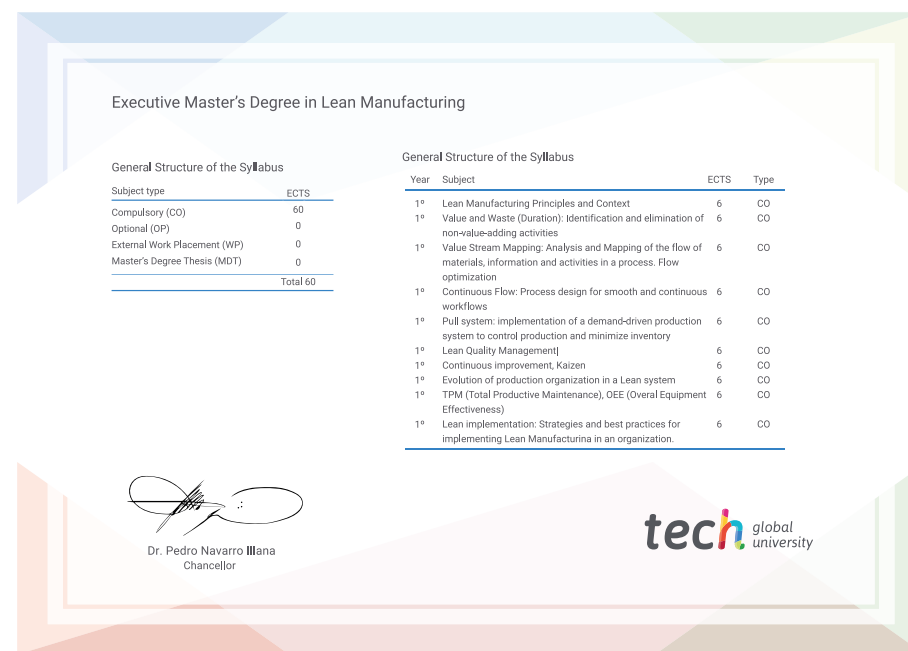 Executive Master's Degree in Lean Manufacturing
General Structure of the Syllabus
Subject type ECTS
Compulsory (CO) 60
Optional (OP) 0
External Work Placement (WP) 0
Master's Degree Thesis (MDT) 0
Total 60
General Structure of the Syllabus
Year Subject ECTS Type
1º Lean Manufacturing Principles and Context 6 CO
1º Value and Waste (Duration): Identification and elimination of 6 CO
non-value-adding activities
1º Value Stream Mapping: Analysis and Mapping of the flow of 6 CO
materials, information and activities in a process. Flow
optimization
1º Continuous Flow: Process design for smooth and continuous 6 CO
workflows
1º Pull system: implementation of a demand-driven production 6 CO
system to control production and minimize inventory
1º Lean Quality Management| 6 CO
1º Continuous improvement, Kaizen 6 CO
1º Evolution of production organization in a Lean system 6 CO
1º TPM (Total Productive Maintenance), OEE (Overal Equipment 6 CO
Effectiveness)
1º Lean implementation: Strategies and best practices for 6 CO
implementing Lean Manufacturina in an organization.
Dr. Pedro Navarro Illana
Chancellor
tech global
university